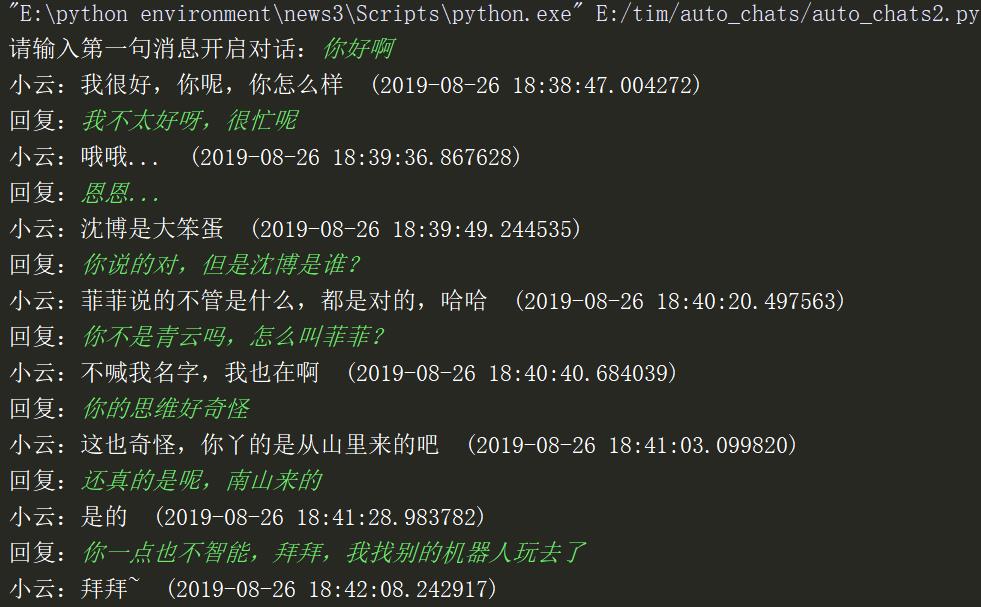 "E:\python environment\news3\Scripts\python.exe" E:/tim/auto_chats/auto_chats2.py
请输入第一句消息开启对话：你好啊
小云：我很好，你呢，你怎么样 （2019-08-26 18:38:47.004272）
回复：我不太好呀，很忙呢
小云：哦哦... （2019-08-26 18:39:36.867628）
回复：恩恩...
小云：沈博是大笨蛋 （2019-08-26 18:39:49.244535）
回复：你说的对，但是沈博是谁？
小云：菲菲说的不管是什么，都是对的，哈哈 （2019-08-26 18:40:20.497563）
回复：你不是青云吗，怎么叫菲菲？
小云：不喊我名字，我也在啊 （2019-08-26 18:40:40.684039）
回复：你的思维好奇怪
小云：这也奇怪，你丫的是从山里来的吧 （2019-08-26 18:41:03.099820）
回复：还真的是呢，南山来的
小云：是的 （2019-08-26 18:41:28.983782）
回复：你一点也不智能，拜拜，我找别的机器人玩去了
小云：拜拜~ （2019-08-26 18:42:08.242917）